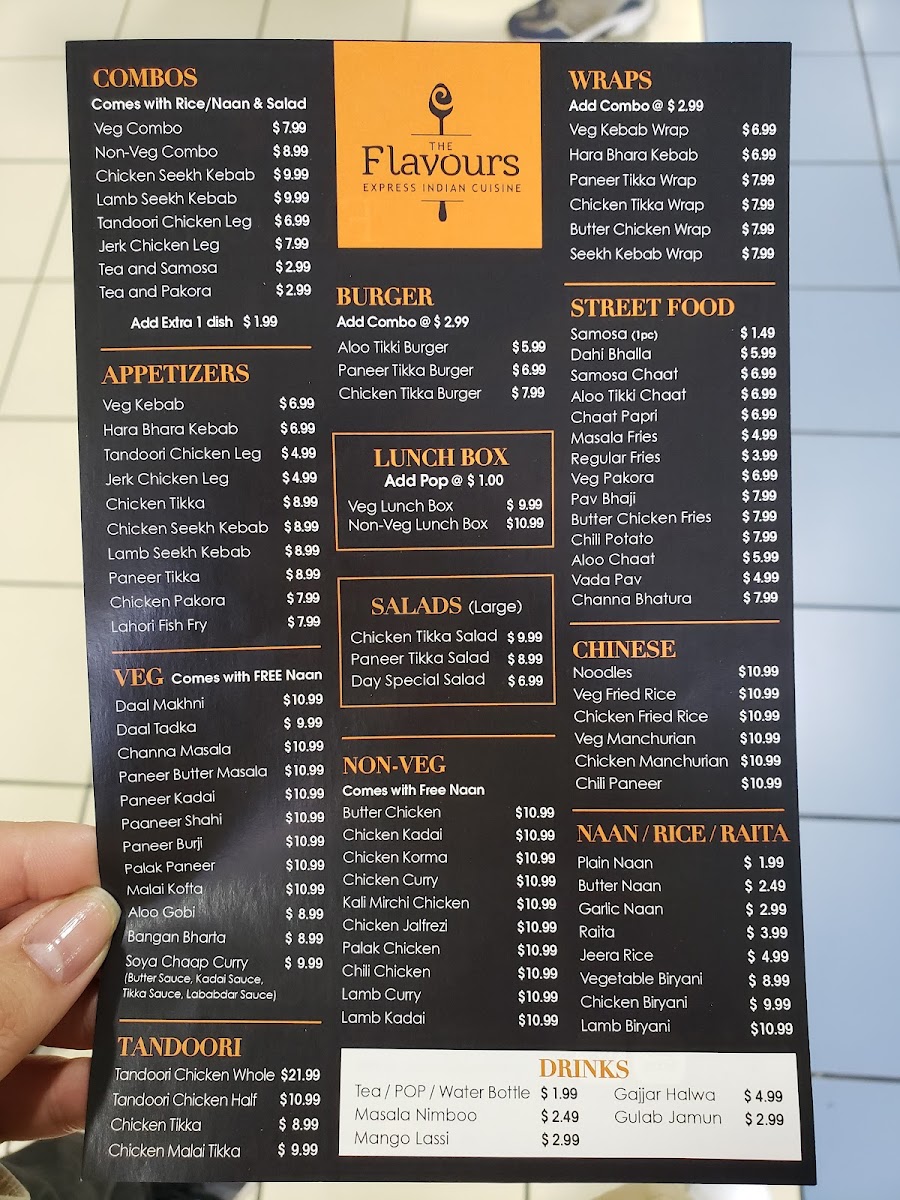 COMBOS
Comes with Rice/Naan & Salad
Veg Combo $7.99
Non-Veg Combo $8.99
Chicken Seekh Kebab $9.99
Lamb Seekh Kebab $9.99
Tandoori Chicken Leg $6.99
Jerk Chicken Leg $7.99
Tea and Samosa $2.99
Tea and Pakora $2.99
Add Extra 1 dish $1.99
APPETIZERS
Veg Kebab $6.99
Hara Bhara Kebab $6.99
Tandoori Chicken Leg $4.99
Jerk Chicken Leg $4.99
Chicken Tikka $8.99
Chicken Seekh Kebab $8.99
Lamb Seekh Kebab $8.99
Paneer Tikka $8.99
Chicken Pakora $7.99
Lahori Fish Fry $7.99
VEG Comes with FREE Naan
Daal Makhni $10.99
Daal Tadka $ 9.99
Channa Masala $10.99
Paneer Butter Masala $10.99
Paneer Kadai $10.99
Paaneer Shahi $10.99
Paneer Burji $10.99
Palak Paneer $10.99
Malai Kofta $10.99
Aloo Gobi $ 8.99
Bangan Bharta $ 8.99
Soya Chaap Curry $ 9.99
(Butter Sauce, Kadai Sauce,
Tikka Sauce, Lababdar Sauce)
TANDOORI
Tandoori Chicken Whole $21.99
Tandoori Chicken Half $10.99
Chicken Tikka $ 8.99
Chicken Malai Tikka $ 9.99
THE
Flavours
EXPRESS INDIAN CUISINE
BURGER
Add Combo @ $ 2.99
Aloo Tikki Burger $5.99
Paneer Tikka Burger $6.99
Chicken Tikka Burger $7.99
LUNCH BOX
Add Pop @ $ 1.00
Veg Lunch Box $ 9.99
Non-Veg Lunch Box $10.99
SALADS (Large)
Chicken Tikka Salad $9.99
Paneer Tikka Salad $8.99
Day Special Salad $6.99
NON-VEG
Comes with Free Naan
Butter Chicken $10.99
Chicken Kadai $10.99
Chicken Korma $10.99
Chicken Curry $10.99
Kali Mirchi Chicken $10.99
Chicken Jalfrezi $10.99
Palak Chicken $10.99
Chili Chicken $10.99
Lamb Curry $10.99
Lamb Kadai $10.99
WRAPS
Add Combo @ $ 2.99
Veg Kebab Wrap $6.99
Hara Bhara Kebab $6.99
Paneer Tikka Wrap $7.99
Chicken Tikka Wrap $7.99
Butter Chicken Wrap $7.99
Seekh Kebab Wrap $7.99
STREET FOOD
Samosa (1pc) $1.49
Dahi Bhalla $5.99
Samosa Chaat $6.99
Aloo Tikki Chaat $6.99
Chaat Papri $6.99
Masala Fries $4.99
Regular Fries $3.99
Veg Pakora $6.99
Pav Bhaji $7.99
Butter Chicken Fries $7.99
Chili Potato $7.99
Aloo Chaat $5.99
Vada Pav $4.99
Channa Bhatura $7.99
CHINESE
Noodles $10.99
Veg Fried Rice $10.99
Chicken Fried Rice $10.99
Veg Manchurian $10.99
Chicken Manchurian $10.99
Chili Paneer $10.99
NAAN / RICE / RAITA
Plain Naan $ 1.99
Butter Naan $ 2.49
Garlic Naan $ 2.99
Raita $ 3.99
Jeera Rice $ 4.99
Vegetable Biryani $ 8.99
Chicken Biryani $ 9.99
Lamb Biryani $10.99
DRINKS
Tea / POP / Water Bottle $ 1.99 Gajjar Halwa $ 4.99
Masala Nimboo $2.49 Gulab Jamun $ 2.99
Mango Lassi $2.99